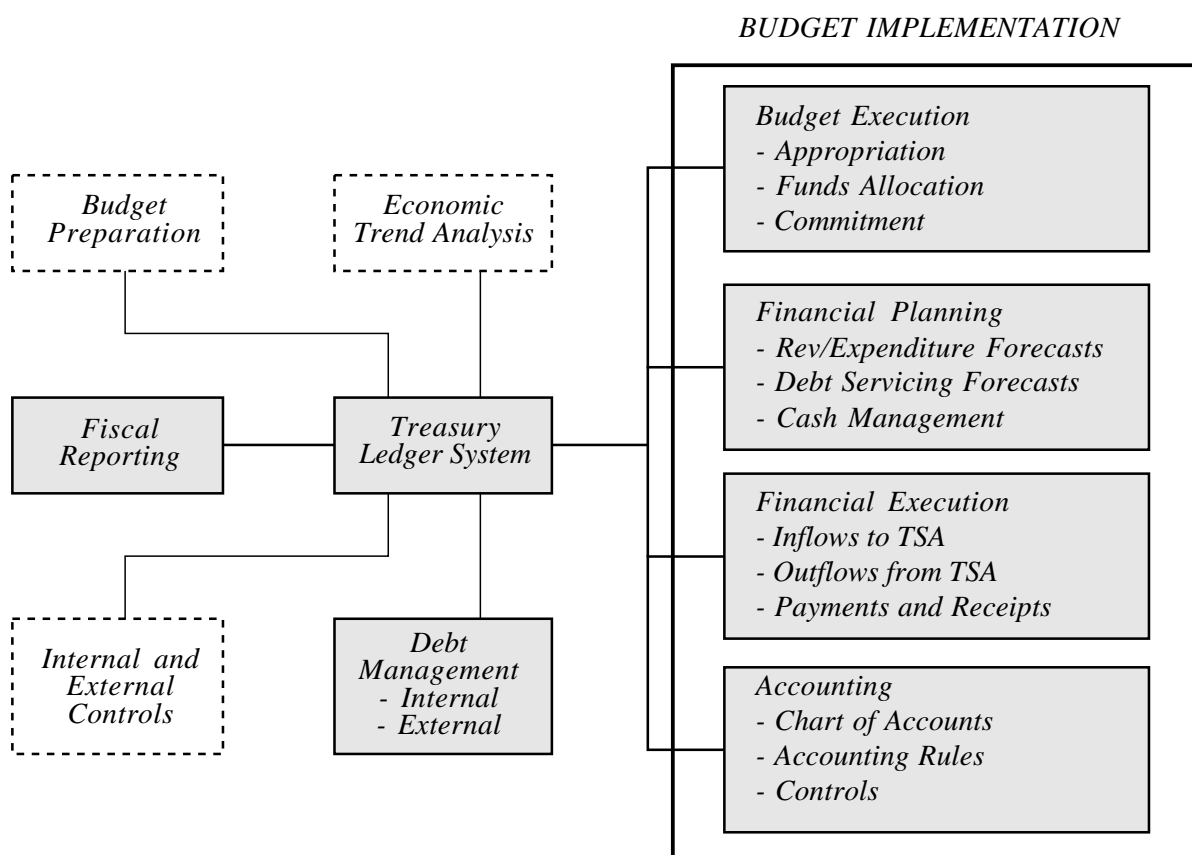 BUDGET IMPLEMENTATION
Budget Execution
- Appropriation
- Funds Allocation
- Commitment
Budget
Preparation
Economic
Trend Analysis
Financial Planning
- Rev/Expenditure Forecasts
- Debt Servicing Forecasts
- Cash Management
Fiscal
Reporting
Treasury
Ledger System
Financial Execution
- Inflows to TSA
- Outflows from TSA
- Payments and Receipts
Internal and
External
Controls
Debt
Management
- Internal
- External
Accounting
- Chart of Accounts
- Accounting Rules
- Controls